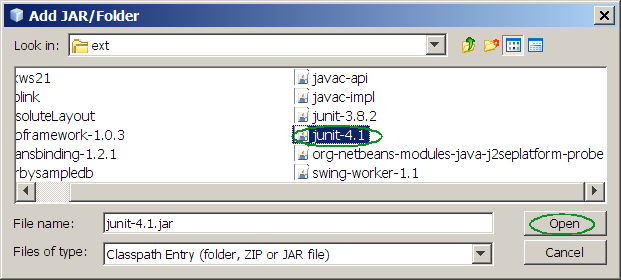 Add JAR/Folder
Look in: ext
xws21
plink
soluteLayout
pframework-1.0.3
ansbinding-1.2.1
rbysampledb
javac-api
javac-impl
junit-3.8.2
junit-4.1
org-netbeans-modules-java-j2seplatform-probe
swing-worker-1.1
File name: junit-4.1.jar Open
Files of type: Classpath Entry (folder, ZIP or JAR file) Cancel